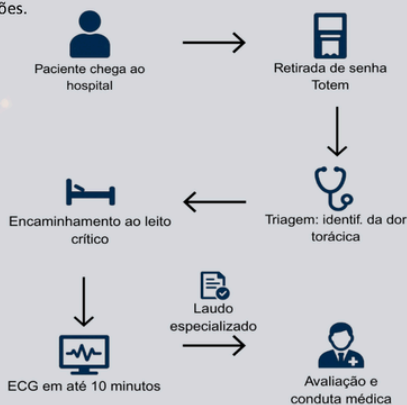 ões.
Paciente chega ao
hospital
Retirada de senha
Totem
Triagem: identif. da dor
torácica
Encaminhamento ao leito
crítico
ECG em até 10 minutos
Laudo
especializado
Avaliação e
conduta médica